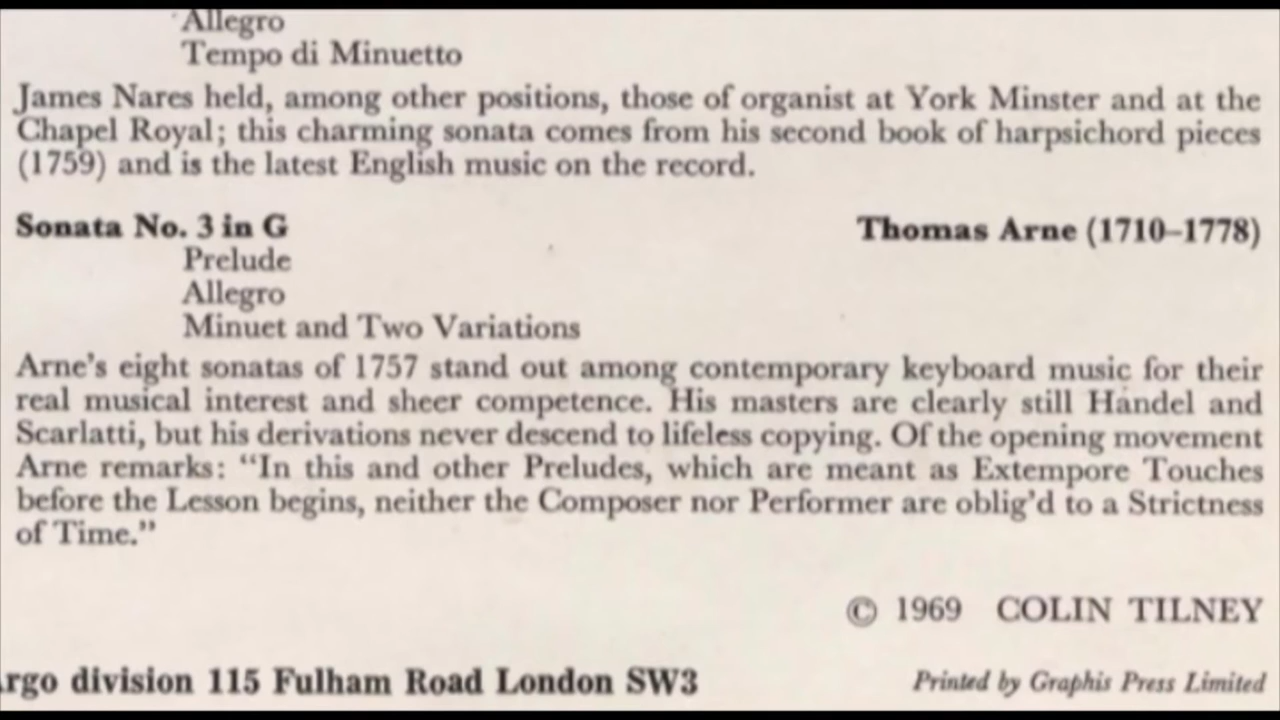 Allegro
Tempo di Minuetto
James Nares held, among other positions, those of organist at York Minster and at the
Chapel Royal; this charming sonata comes from his second book of harpsichord pieces
(1759) and is the latest English music on the record.
Sonata No. 3 in G Thomas Arne (1710–1778)
Prelude
Allegro
Minuet and Two Variations
Arne's eight sonatas of 1757 stand out among contemporary keyboard music for their
real musical interest and sheer competence. His masters are clearly still Handel and
Scarlatti, but his derivations never descend to lifeless copying. Of the opening movement
Arne remarks: "In this and other Preludes, which are meant as Extempore Touches
before the Lesson begins, neither the Composer nor Performer are oblig'd to a Strictness
of Time."
© 1969 COLIN TILNEY
rgo division 115 Fulham Road London SW3 Printed by Graphis Press Limited